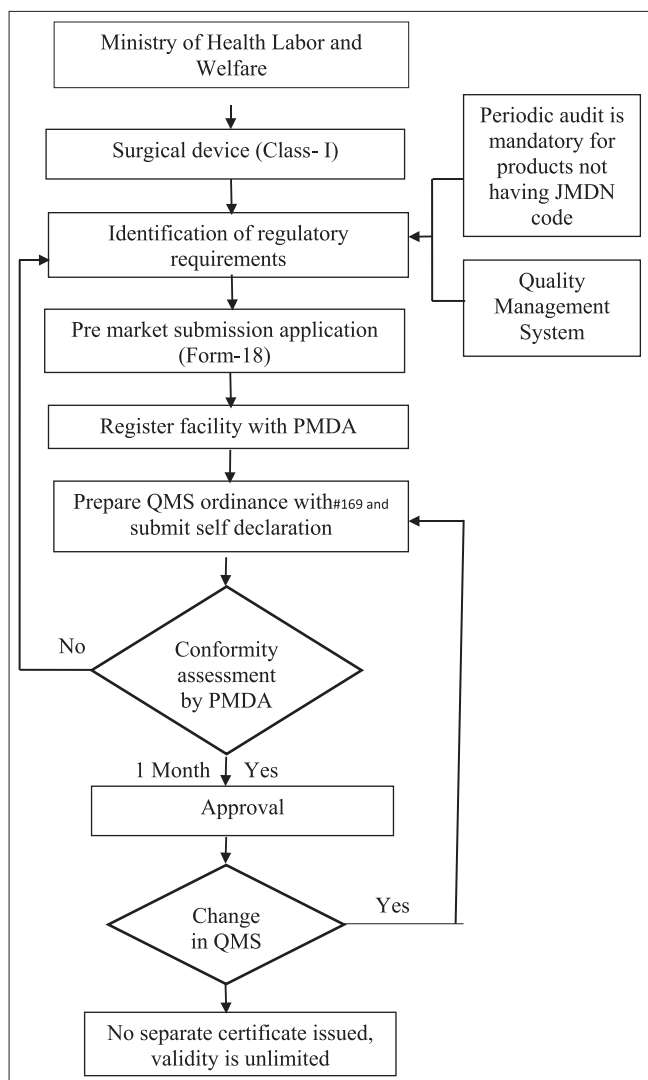 Ministry of Health Labor and
Welfare
Surgical device (Class- I)
Periodic audit is
mandatory for
products not
having JMDN
code
Identification of regulatory
requirements
Quality
Management
System
Pre market submission application
(Form-18)
Register facility with PMDA
Prepare QMS ordinance with#169 and
submit self declaration
No
Conformity
assessment
by PMDA
1 Month Yes
Approval
Change
in QMS
Yes
No separate certificate issued,
validity is unlimited